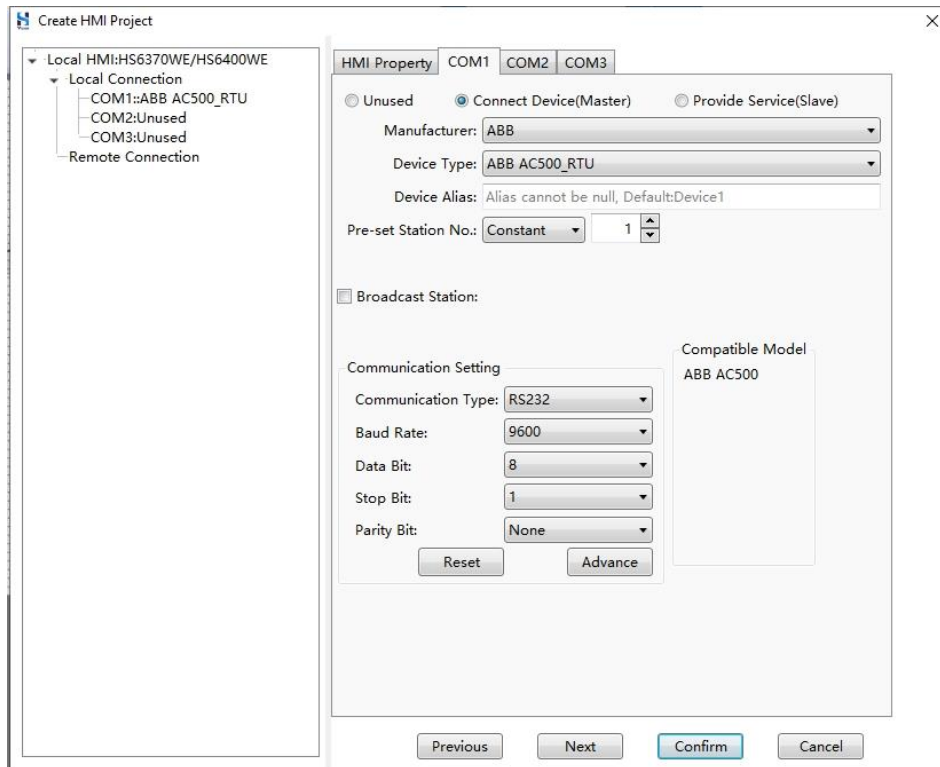 Create HMI Project
Local HMI:HS6370WE/HS6400WE
Local Connection
COM1::ABB AC500_RTU
COM2:Unused
COM3:Unused
Remote Connection
HMI Property COM1 COM2 COM3
Unused Connect Device(Master) Provide Service(Slave)
Manufacturer: ABB
Device Type: ABB AC500_RTU
Device Alias: Alias cannot be null, Default:Device1
Pre-set Station No.: Constant 1
Broadcast Station:
Communication Setting
Communication Type: RS232
Baud Rate: 9600
Data Bit: 8
Stop Bit: 1
Parity Bit: None
Reset Advance
Compatible Model
ABB AC500
Previous Next Confirm Cancel